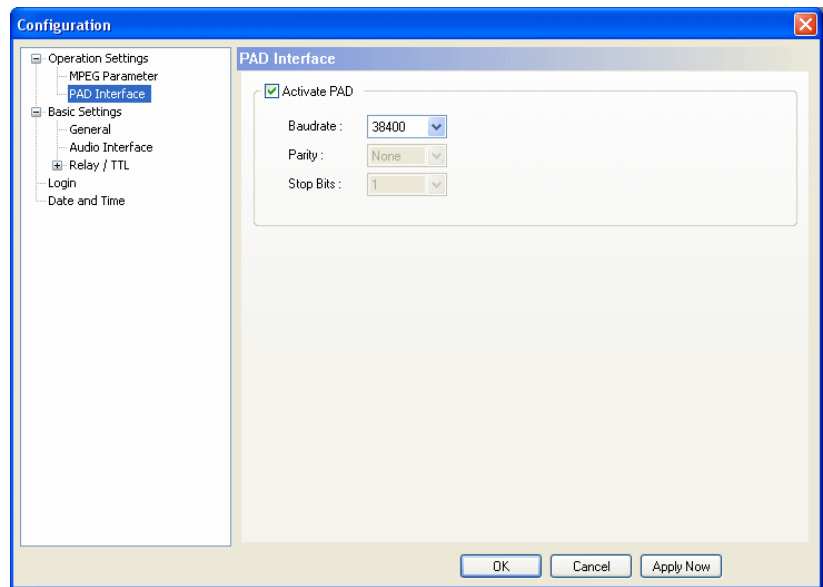 Configuration
Operation Settings
MPEG Parameter
PAD Interface
Basic Settings
General
Audio Interface
Relay / TTL
Login
Date and Time
PAD Interface
Activate PAD
Baudrate : 38400
Parity : None
Stop Bits : 1
OK Cancel Apply Now